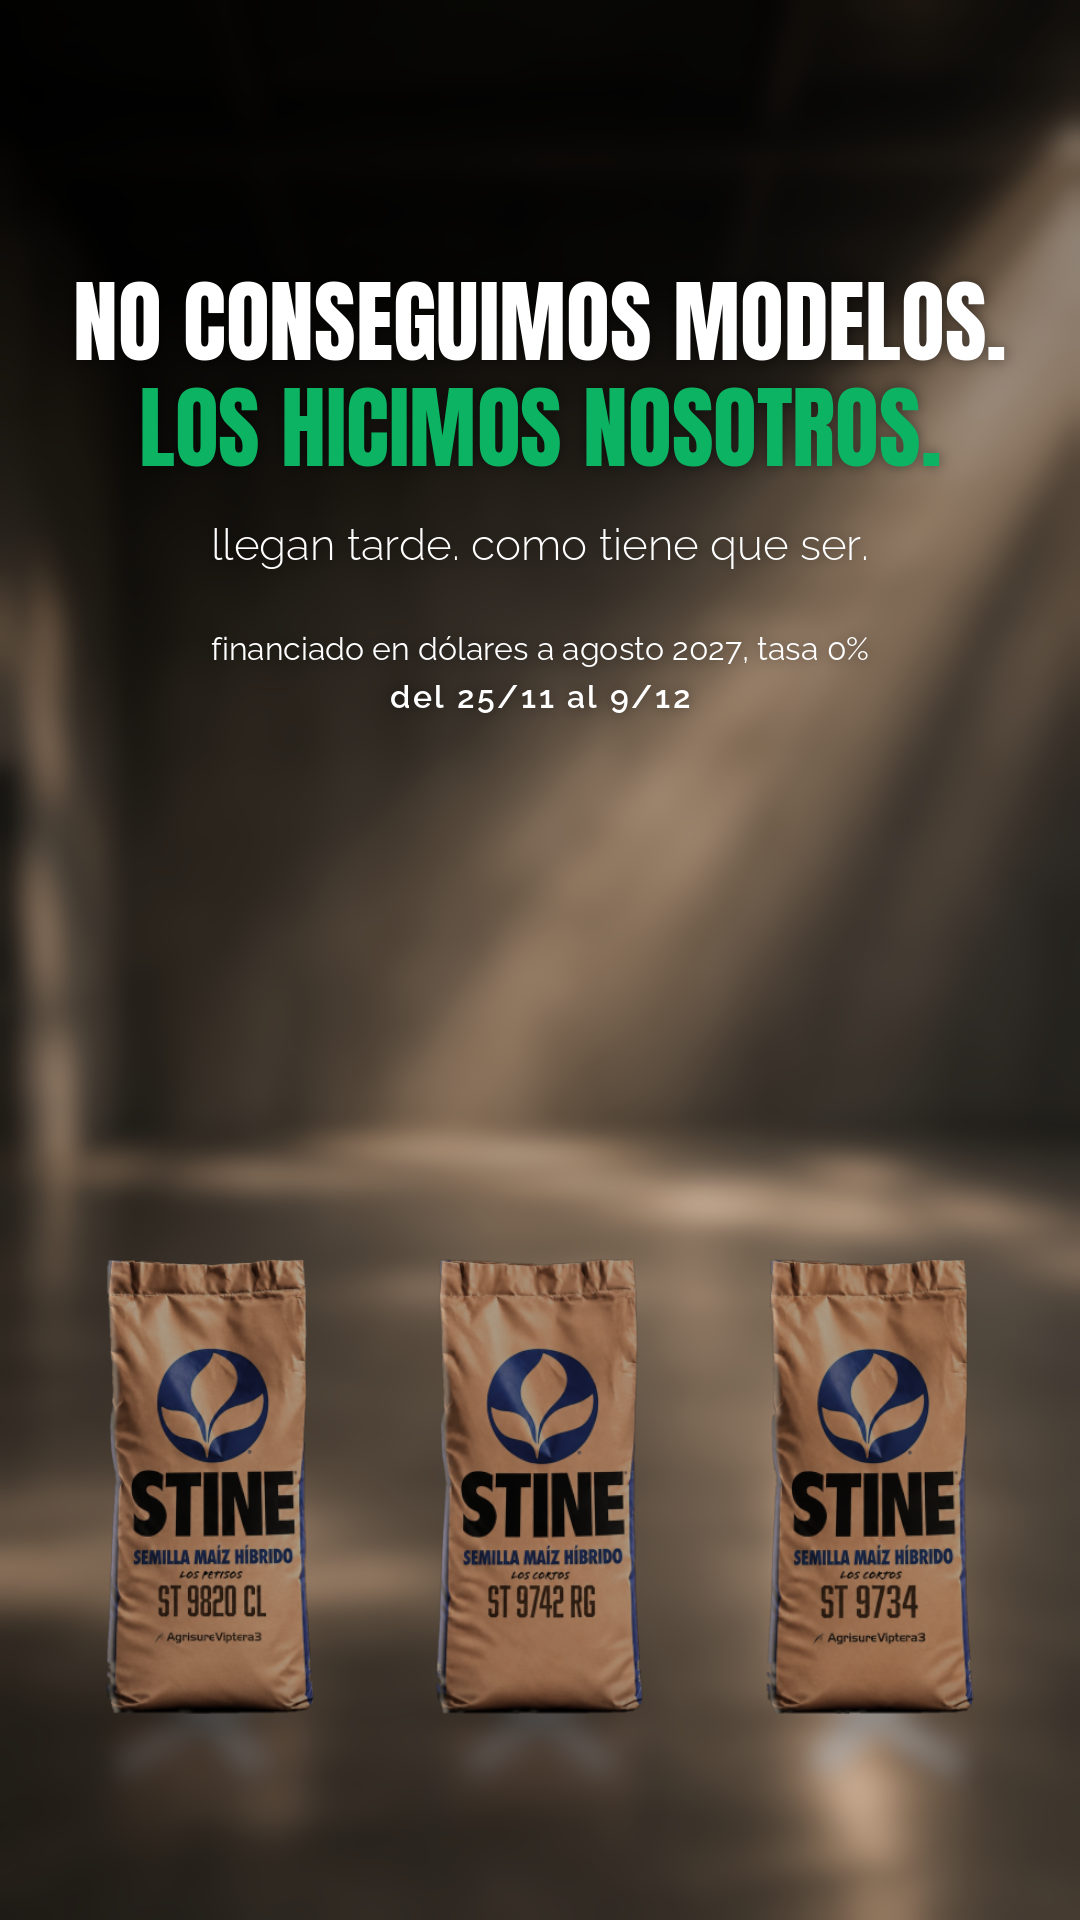 NO CONSEGUIMOS MODELOS.
LOS HICIMOS NOSOTROS.
llegan tarde. como tiene que ser.
financiado en dólares a agosto 2027, tasa 0%
del 25/11 al 9/12
STINE
SEMILLA MAÍZ HÍBRIDO
LOS PETISOS
ST 9820 CL
AgrisureViptera3
STINE
SEMILLA MAÍZ HÍBRIDO
LOS CORTOS
ST 9742 RG
STINE
SEMILLA MAÍZ HÍBRIDO
LOS CORTOS
ST 9734
AgrisureViptera3